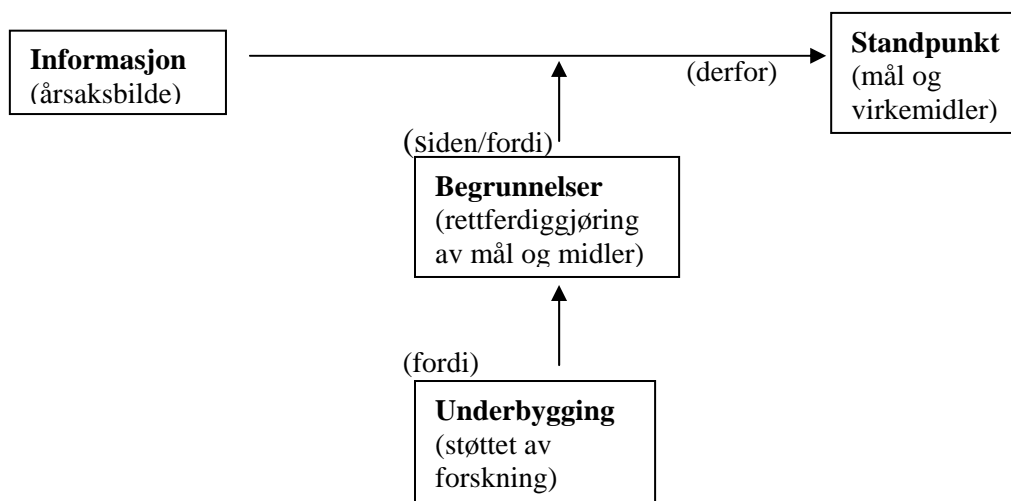 Informasjon
(årsaksbilde)
(derfor)
Standpunkt
(mål og
virkemidler)
(siden/fordi)
Begrunnelser
(rettferdiggjøring
av mål og midler)
(fordi)
Underbygging
(støttet av
forskning)